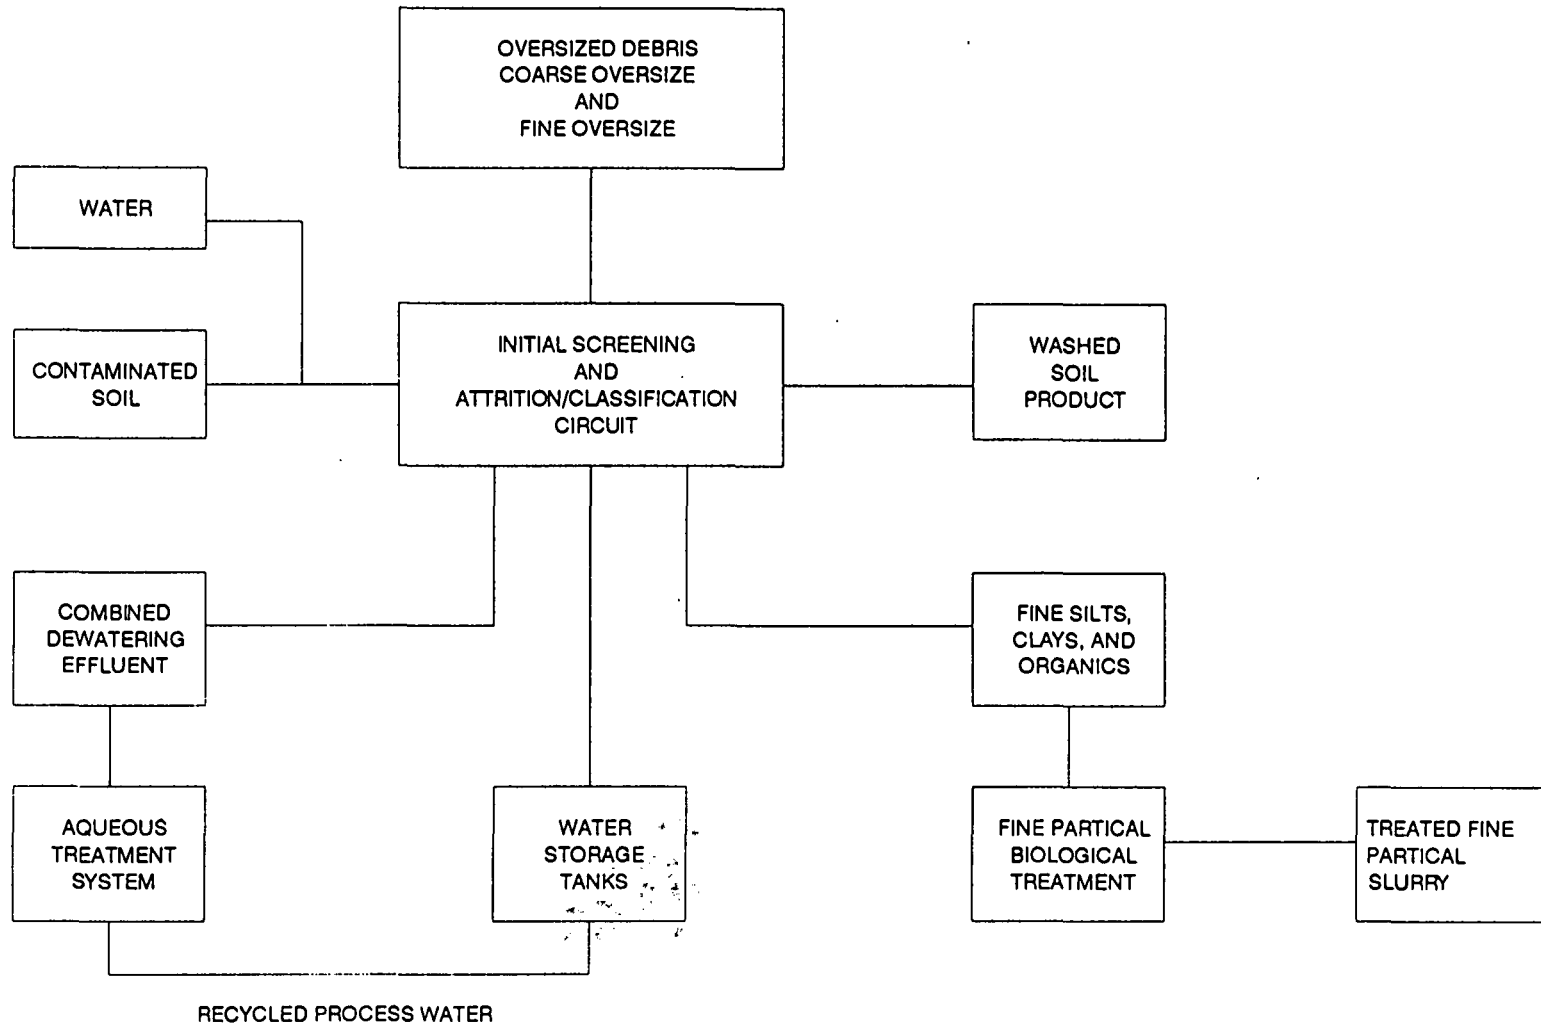 OVERSIZED DEBRIS
COARSE OVERSIZE
AND
FINE OVERSIZE
WATER
CONTAMINATED
SOIL
INITIAL SCREENING
AND
ATTRITION/CLASSIFICATION
CIRCUIT
WASHED
SOIL
PRODUCT
COMBINED
DEWATERING
EFFLUENT
FINE SILTS,
CLAYS, AND
ORGANICS
AQUEOUS
TREATMENT
SYSTEM
WATER
STORAGE
TANKS
FINE PARTICAL
BIOLOGICAL
TREATMENT
TREATED FINE
PARTICAL
SLURRY
RECYCLED PROCESS WATER